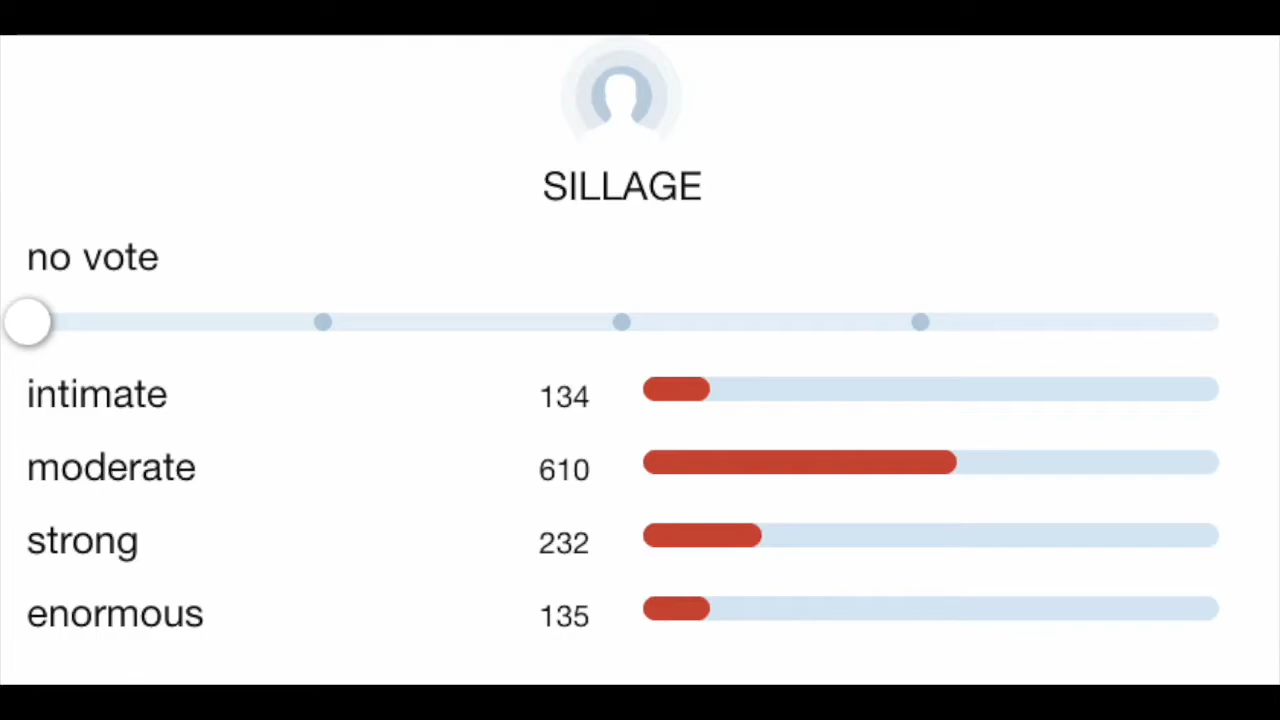 SILLAGE
no vote
intimate 134
moderate 610
strong 232
enormous 135